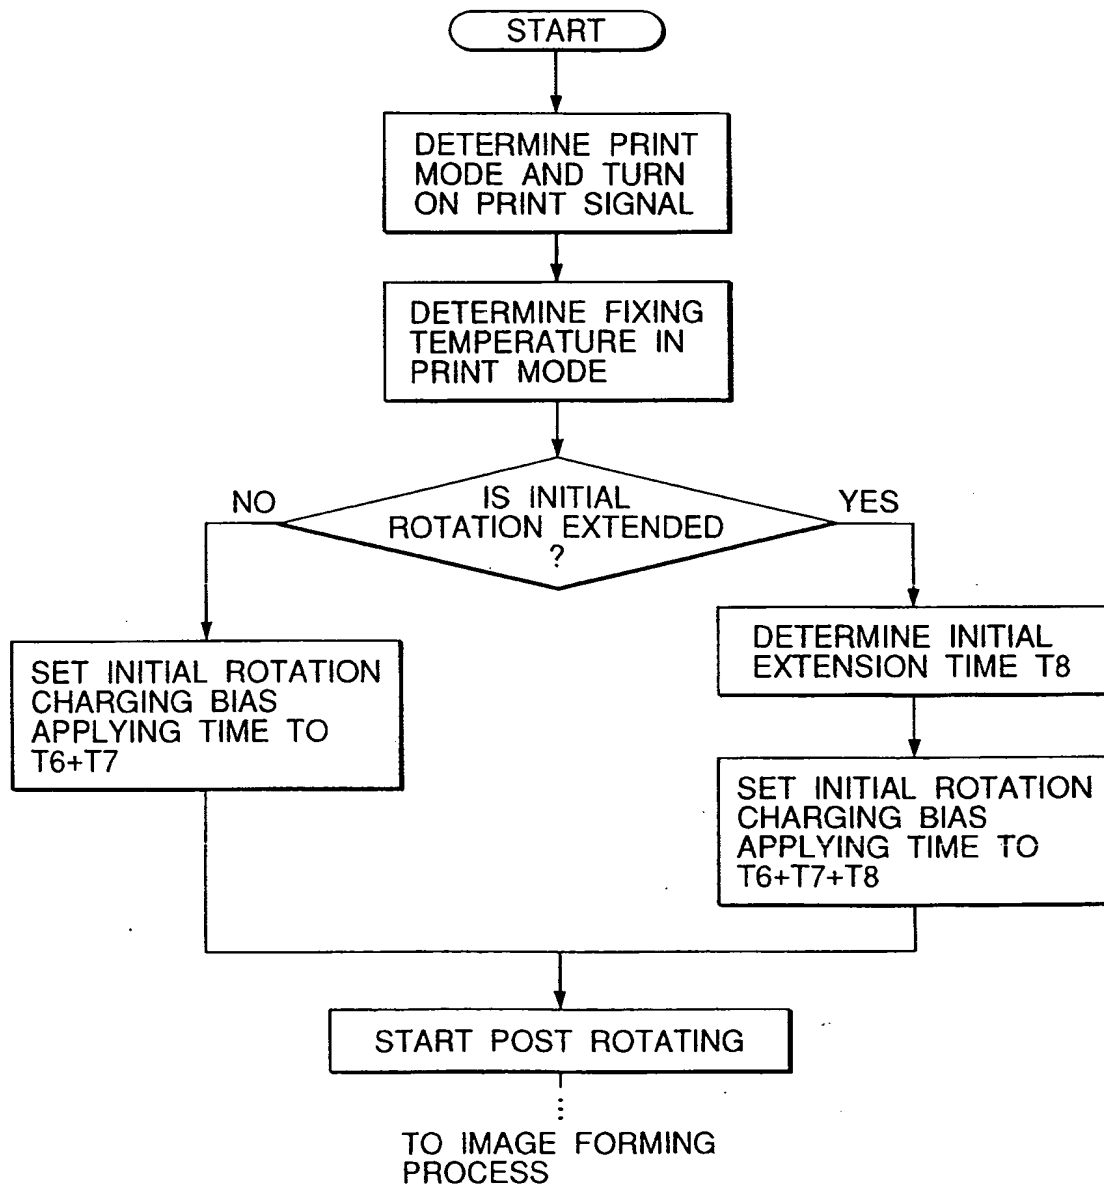 START
DETERMINE PRINT
MODE AND TURN
ON PRINT SIGNAL
DETERMINE FIXING
TEMPERATURE IN
PRINT MODE
IS INITIAL
ROTATION EXTENDED
?
NO
YES
SET INITIAL ROTATION
CHARGING BIAS
APPLYING TIME TO
T6+T7
DETERMINE INITIAL
EXTENSION TIME T8
SET INITIAL ROTATION
CHARGING BIAS
APPLYING TIME TO
T6+T7+T8
START POST ROTATING
TO IMAGE FORMING
PROCESS